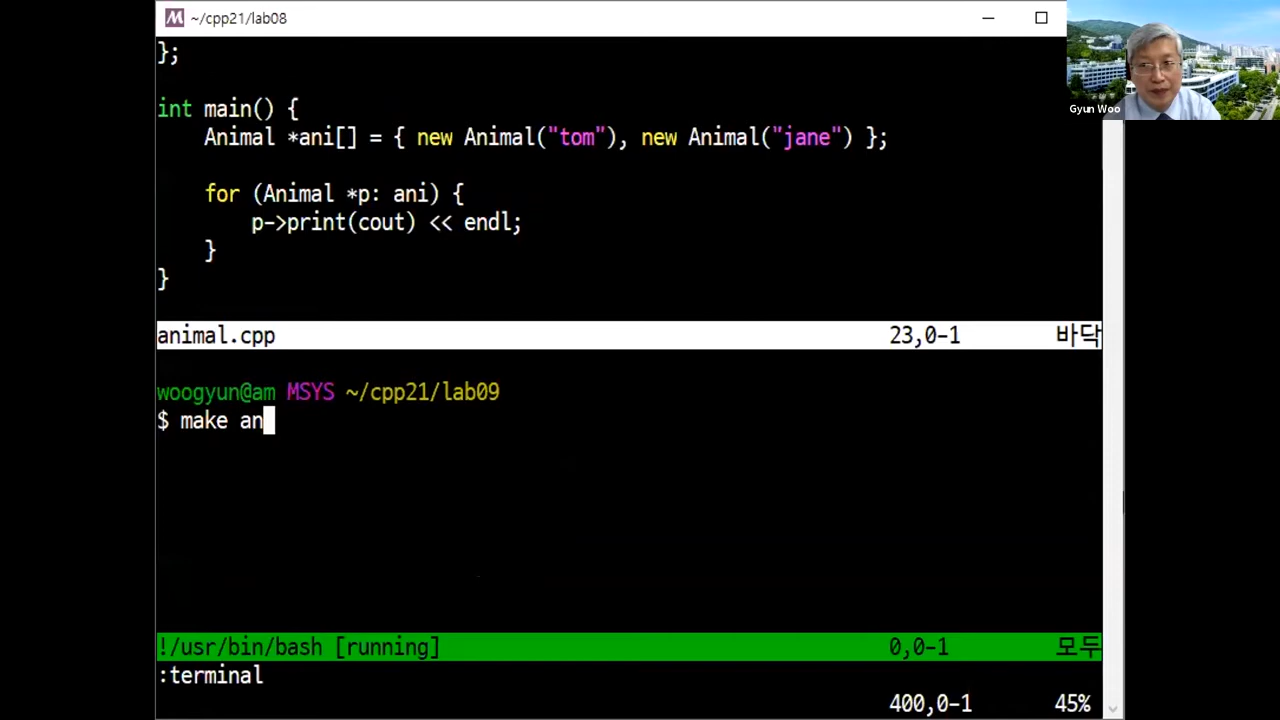 ~/cpp21/lab08
Gyun Woo
};
int main() {
Animal *ani[] = { new Animal("tom"), new Animal("jane") };
for (Animal *p: ani) {
p->print(cout) << endl;
}
}
animal.cpp 23,0-1 바닥
woogyun@am MSYS ~/cpp21/lab09
$ make an
!/usr/bin/bash [running] 0,0-1 모두
:terminal
400,0-1 45%